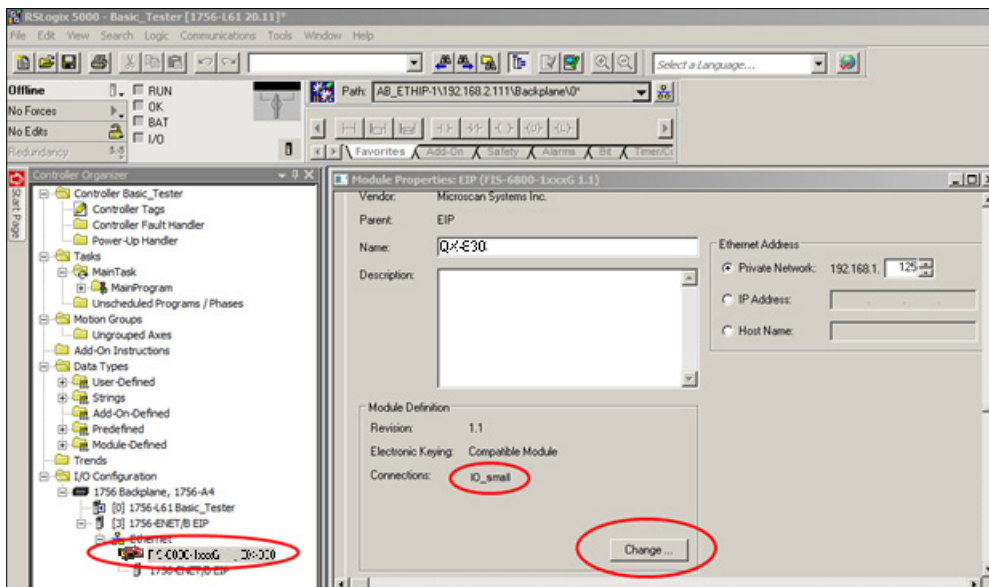 RSLogix 5000 - Basic_Tester [1756-L61 20.11]*
File Edit View Search Logic Communications Tools Window Help
Select a Language...
Offline
RUN
No Forces
OK
No Edits
BAT
Redundancy
I/O
Path: AB_ETHIP-1\192.168.2.111\Backplane\0*
Favorites Add-On Safety Alarms Bit
Start Page
Controller Organizer
Controller Basic_Tester
Controller Tags
Controller Fault Handler
Power-Up Handler
Tasks
MainTask
MainProgram
Unscheduled Programs / Phases
Motion Groups
Ungrouped Axes
Add-On Instructions
Data Types
User-Defined
Strings
Add-On-Defined
Predefined
Module-Defined
Trends
I/O Configuration
1756 Backplane, 1756-A4
[0] 1756-L61 Basic_Tester
[3] 1756-ENET/B EIP
Ethernet
1756-ENET/B EIP
Module Properties: EIP (FIS-6800-1xxxG 1.1)
Vendor: Microscan Systems Inc.
Parent: EIP
Name: QX-830
Description:
Ethernet Address
Private Network: 192.168.1. 125
IP Address:
Host Name:
Module Definition
Revision: 1.1
Electronic Keying: Compatible Module
Connections: IO_small
Change ...